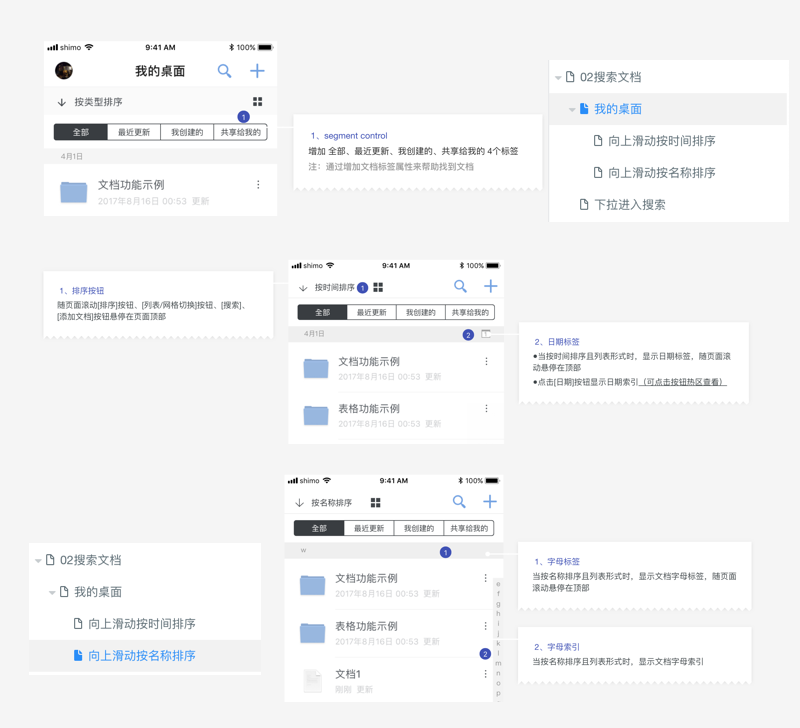 shimo 9:41 AM 100%
我的桌面
按类型排序
1
全部 最近更新 我创建的 共享给我的
4月1日
文档功能示例
2017年8月16日 00:53 更新
1、segment control
增加 全部、最近更新、我创建的、共享给我的 4个标签
注：通过增加文档标签属性来帮助找到文档
02搜索文档
我的桌面
向上滑动按时间排序
向上滑动按名称排序
下拉进入搜索
1、排序按钮
随页面滚动[排序]按钮、[列表/网格切换]按钮、[搜索]、
[添加文档]按钮悬停在页面顶部
shimo 9:41 AM 100%
按时间排序 1
全部 最近更新 我创建的 共享给我的
4月1日 2
文档功能示例
2017年8月16日 00:53 更新
表格功能示例
2017年8月16日 00:53 更新
2、日期标签
●当按时间排序且列表形式时，显示日期标签，随页面滚
动悬停在顶部
●点击[日期]按钮显示日期索引（可点击按钮热区查看）
shimo 9:41 AM 100%
按名称排序
全部 最近更新 我创建的 共享给我的
w 1
文档功能示例
2017年8月16日 00:53 更新
表格功能示例
2017年8月16日 00:53 更新
2
文档1
刚刚 更新
e
f
g
h
i
j
k
l
m
n
o
p
02搜索文档
我的桌面
向上滑动按时间排序
向上滑动按名称排序
1、字母标签
当按名称排序且列表形式时，显示文档字母标签，随页面
滚动悬停在顶部
2、字母索引
当按名称排序且列表形式时，显示文档字母索引